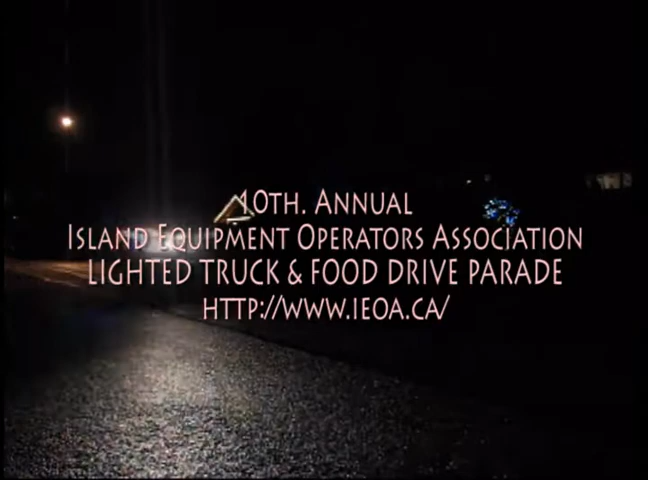 10TH. ANNUAL
ISLAND EQUIPMENT OPERATORS ASSOCIATION
LIGHTED TRUCK & FOOD DRIVE PARADE
HTTP://WWW.IEOA.CA/